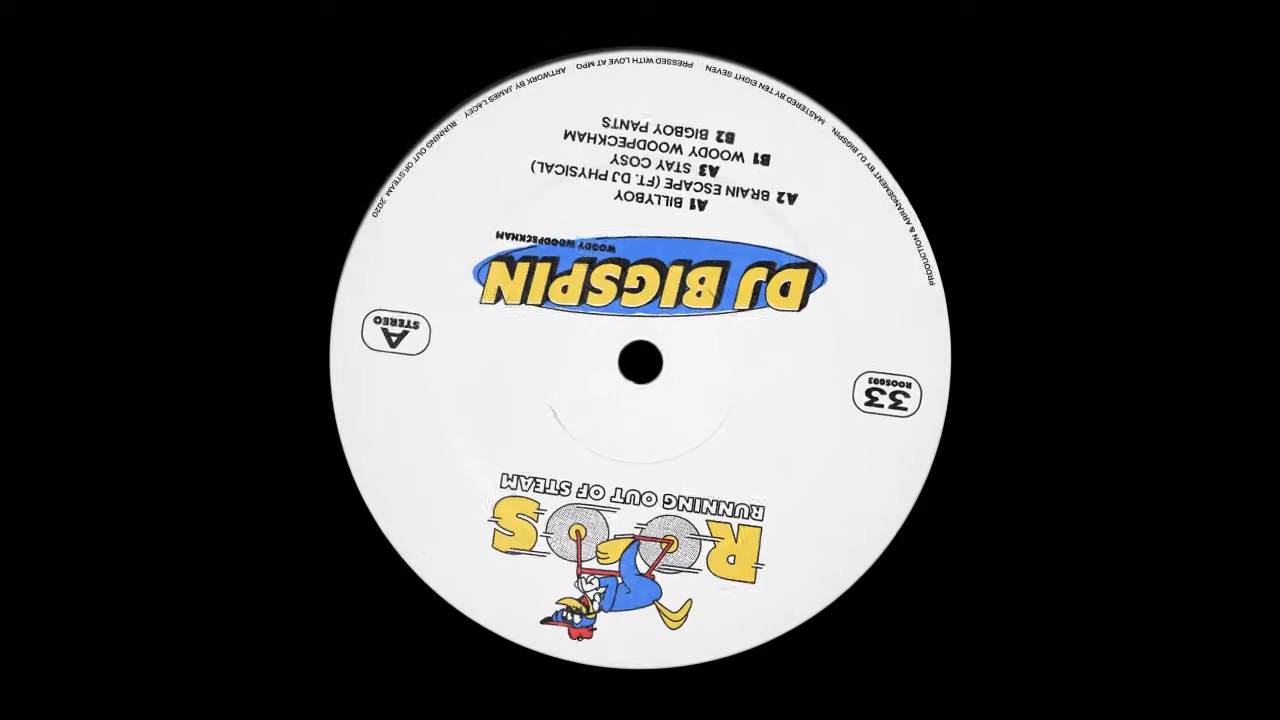 ROOS
RUNNING OUT OF STEAM
33
ROOS003
A
STEREO
DJ BIGSPIN
WOODY WOODPECKHAM
A1 BILLYBOY
A2 BRAIN ESCAPE (FT. DJ PHYSICAL)
A3 STAY COSY
B1 WOODY WOODPECKHAM
B2 BIGBOY PANTS
PRODUCTION & ARRANGEMENT BY DJ BIGSPIN. MASTERED BY TEN EIGHT SEVEN PRESSED WITH LOVE AT MPO ARTWORK BY JAMES LACEY RUNNING OUT OF STEAM 2020